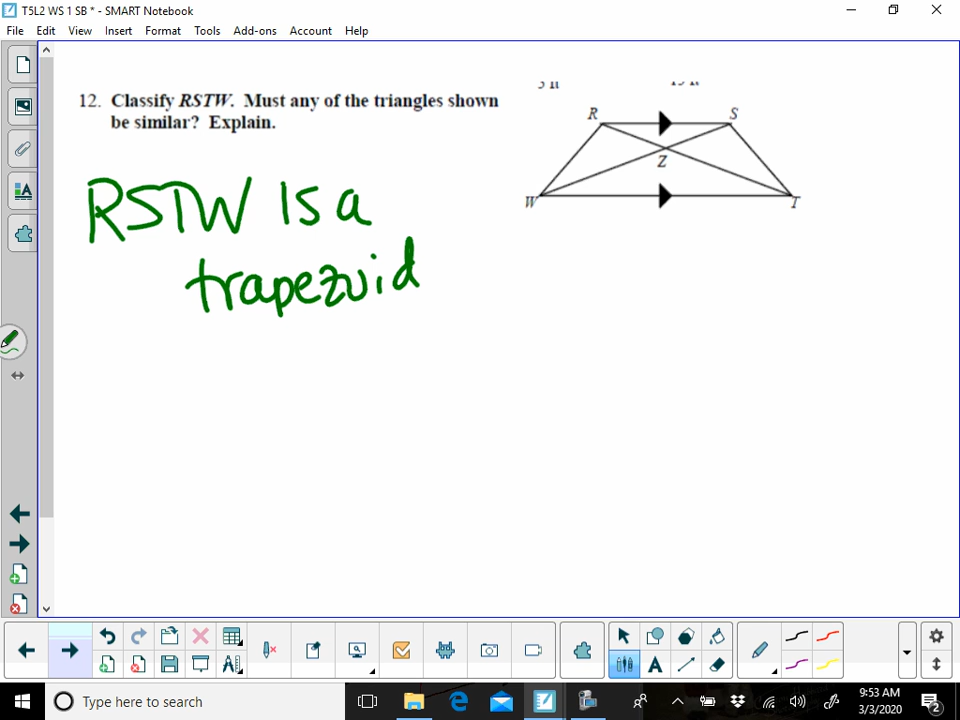 T5L2 WS 1 SB * - SMART Notebook
File Edit View Insert Format Tools Add-ons Account Help
12. Classify RSTW. Must any of the triangles shown
be similar? Explain.
R S
Z
W T
RSTW is a
trapezoid
Type here to search
9:53 AM
3/3/2020
2